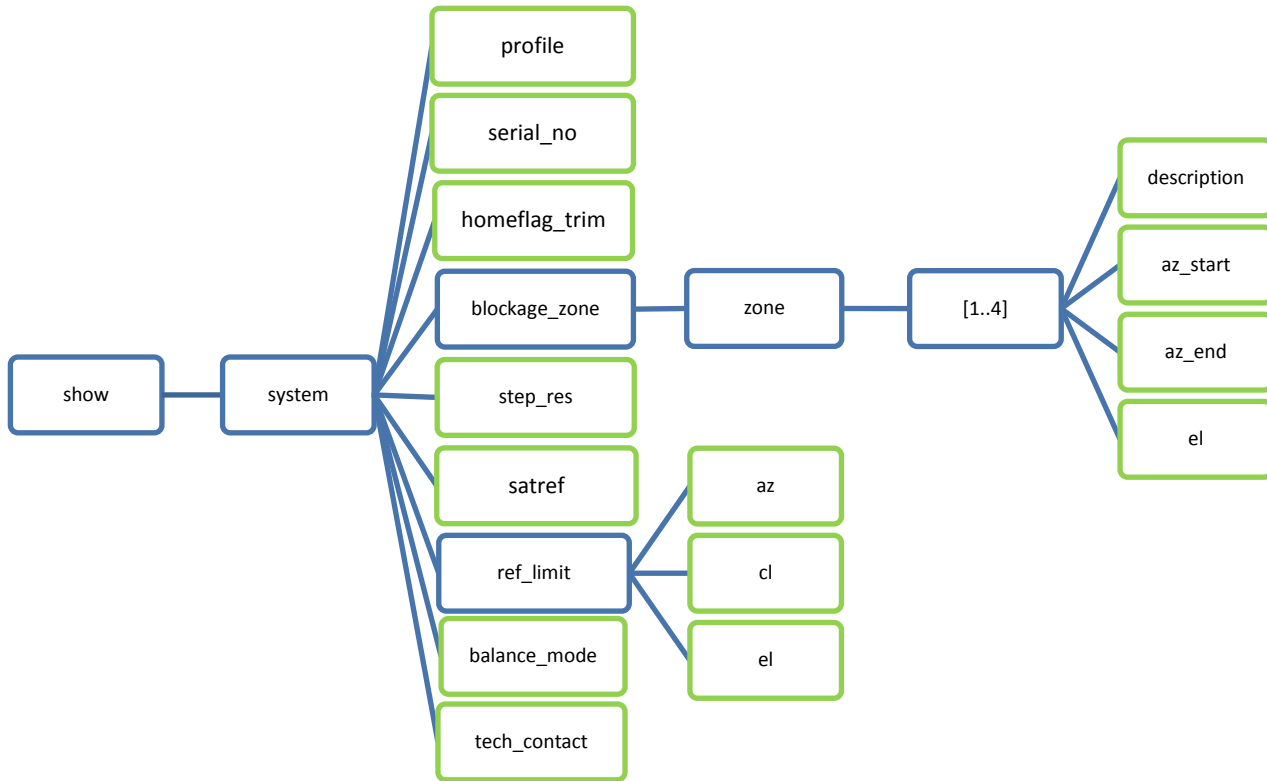 show
system
profile
serial_no
homeflag_trim
blockage_zone
zone
[1..4]
description
az_start
az_end
el
step_res
satref
ref_limit
az
cl
el
balance_mode
tech_contact